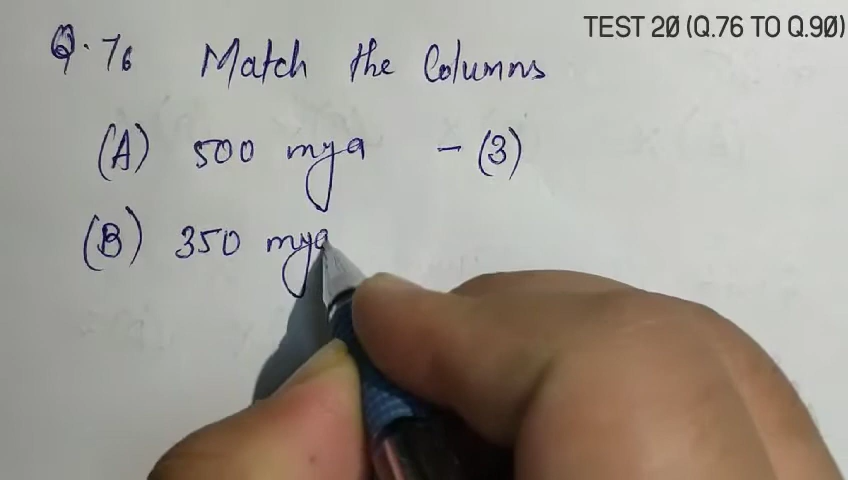 TEST 20 (Q.76 TO Q.90)
Q. 76 Match the Columns
(A) 500 mya - (3)
(B) 350 mya